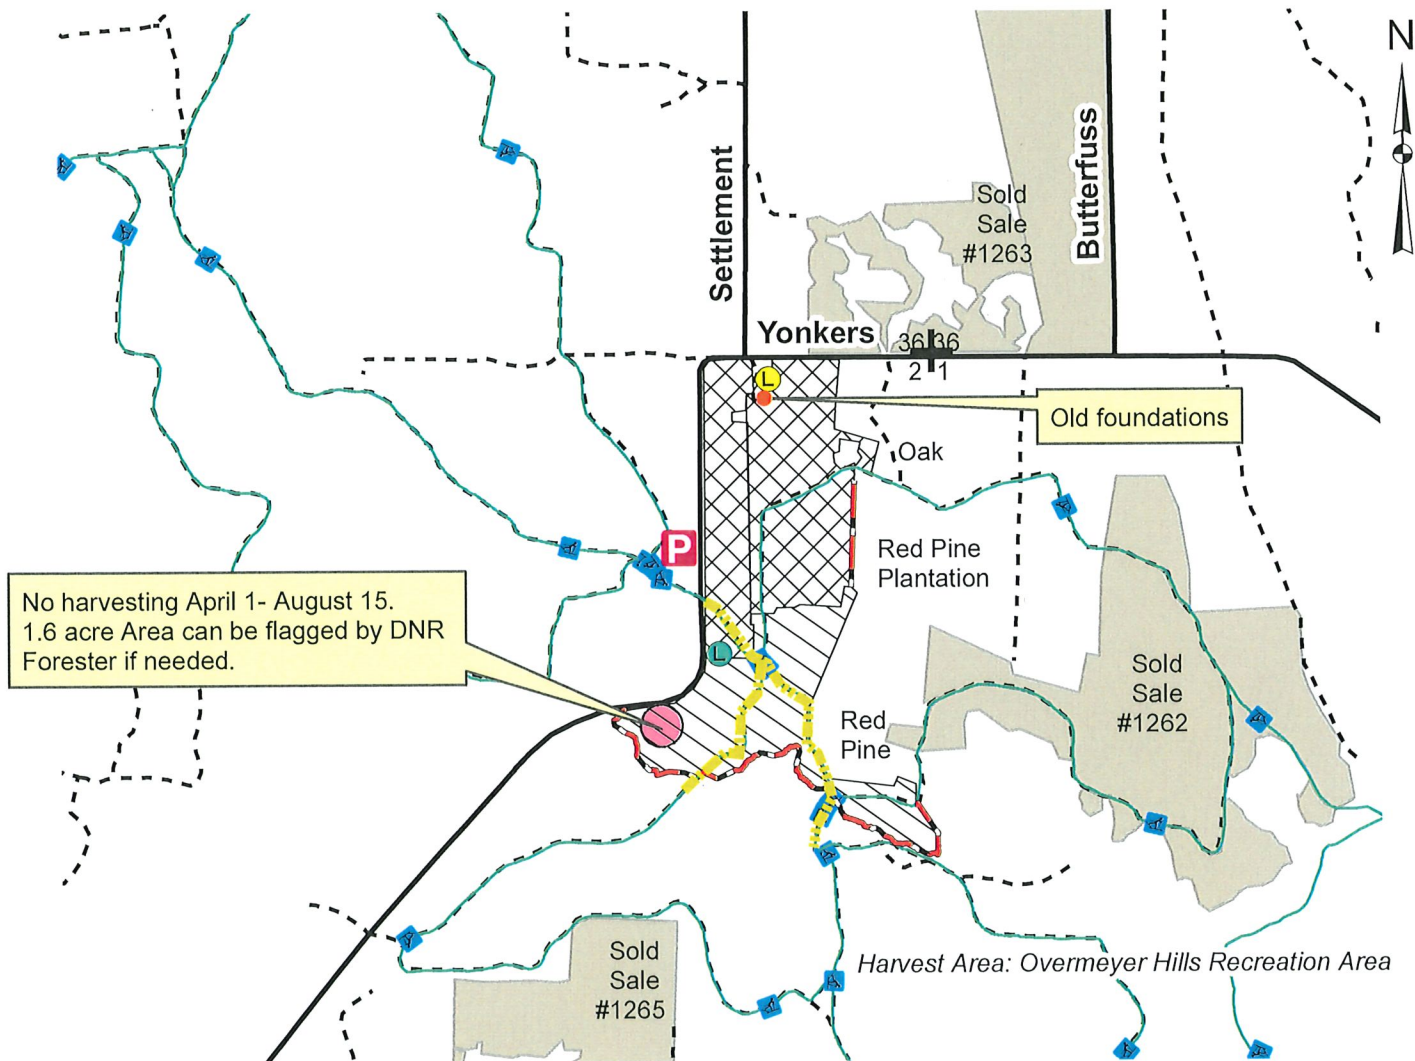 N
Settlement
Butterfuss
Sold
Sale
#1263
Yonkers
36 36
2 1
L
Old foundations
Oak
P
Red Pine
Plantation
No harvesting April 1- August 15.
1.6 acre Area can be flagged by DNR
Forester if needed.
L
Sold
Sale
#1262
Red
Pine
Sold
Sale
#1265
Harvest Area: Overmeyer Hills Recreation Area